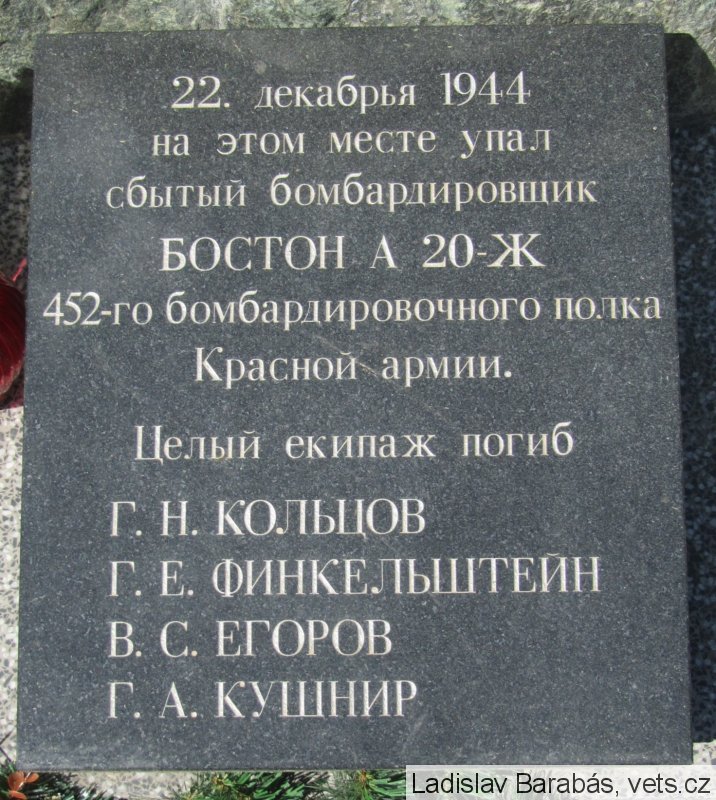 22. декабрья 1944
на этом месте упал
сбытый бомбардировщик
БОСТОН А 20-Ж
452-го бомбардировочного полка
Красной армии.
Целый екипаж погиб
Г. Н. КОЛЬЦОВ
Г. Е. ФИНКЕЛЬШТЕЙН
В. С. ЕГОРОВ
Г. А. КУШНИР
Ladislav Barabás, vets.cz